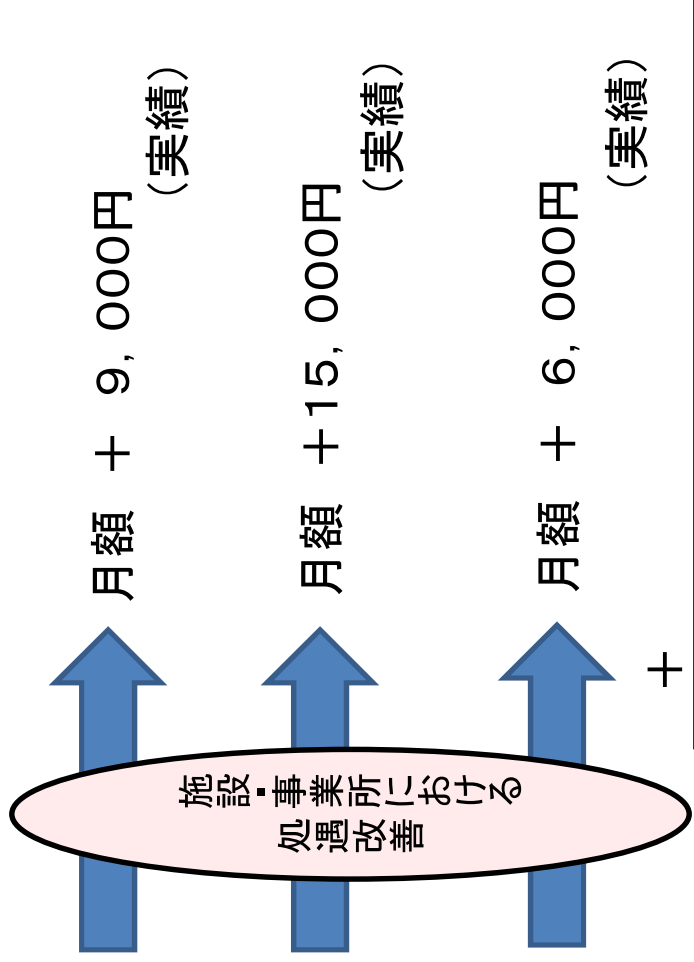 施設・事業所における
処遇改善
月額　＋　９，０００円
（実績）
月額　＋１５，０００円
（実績）
月額　＋　６，０００円
（実績）
＋